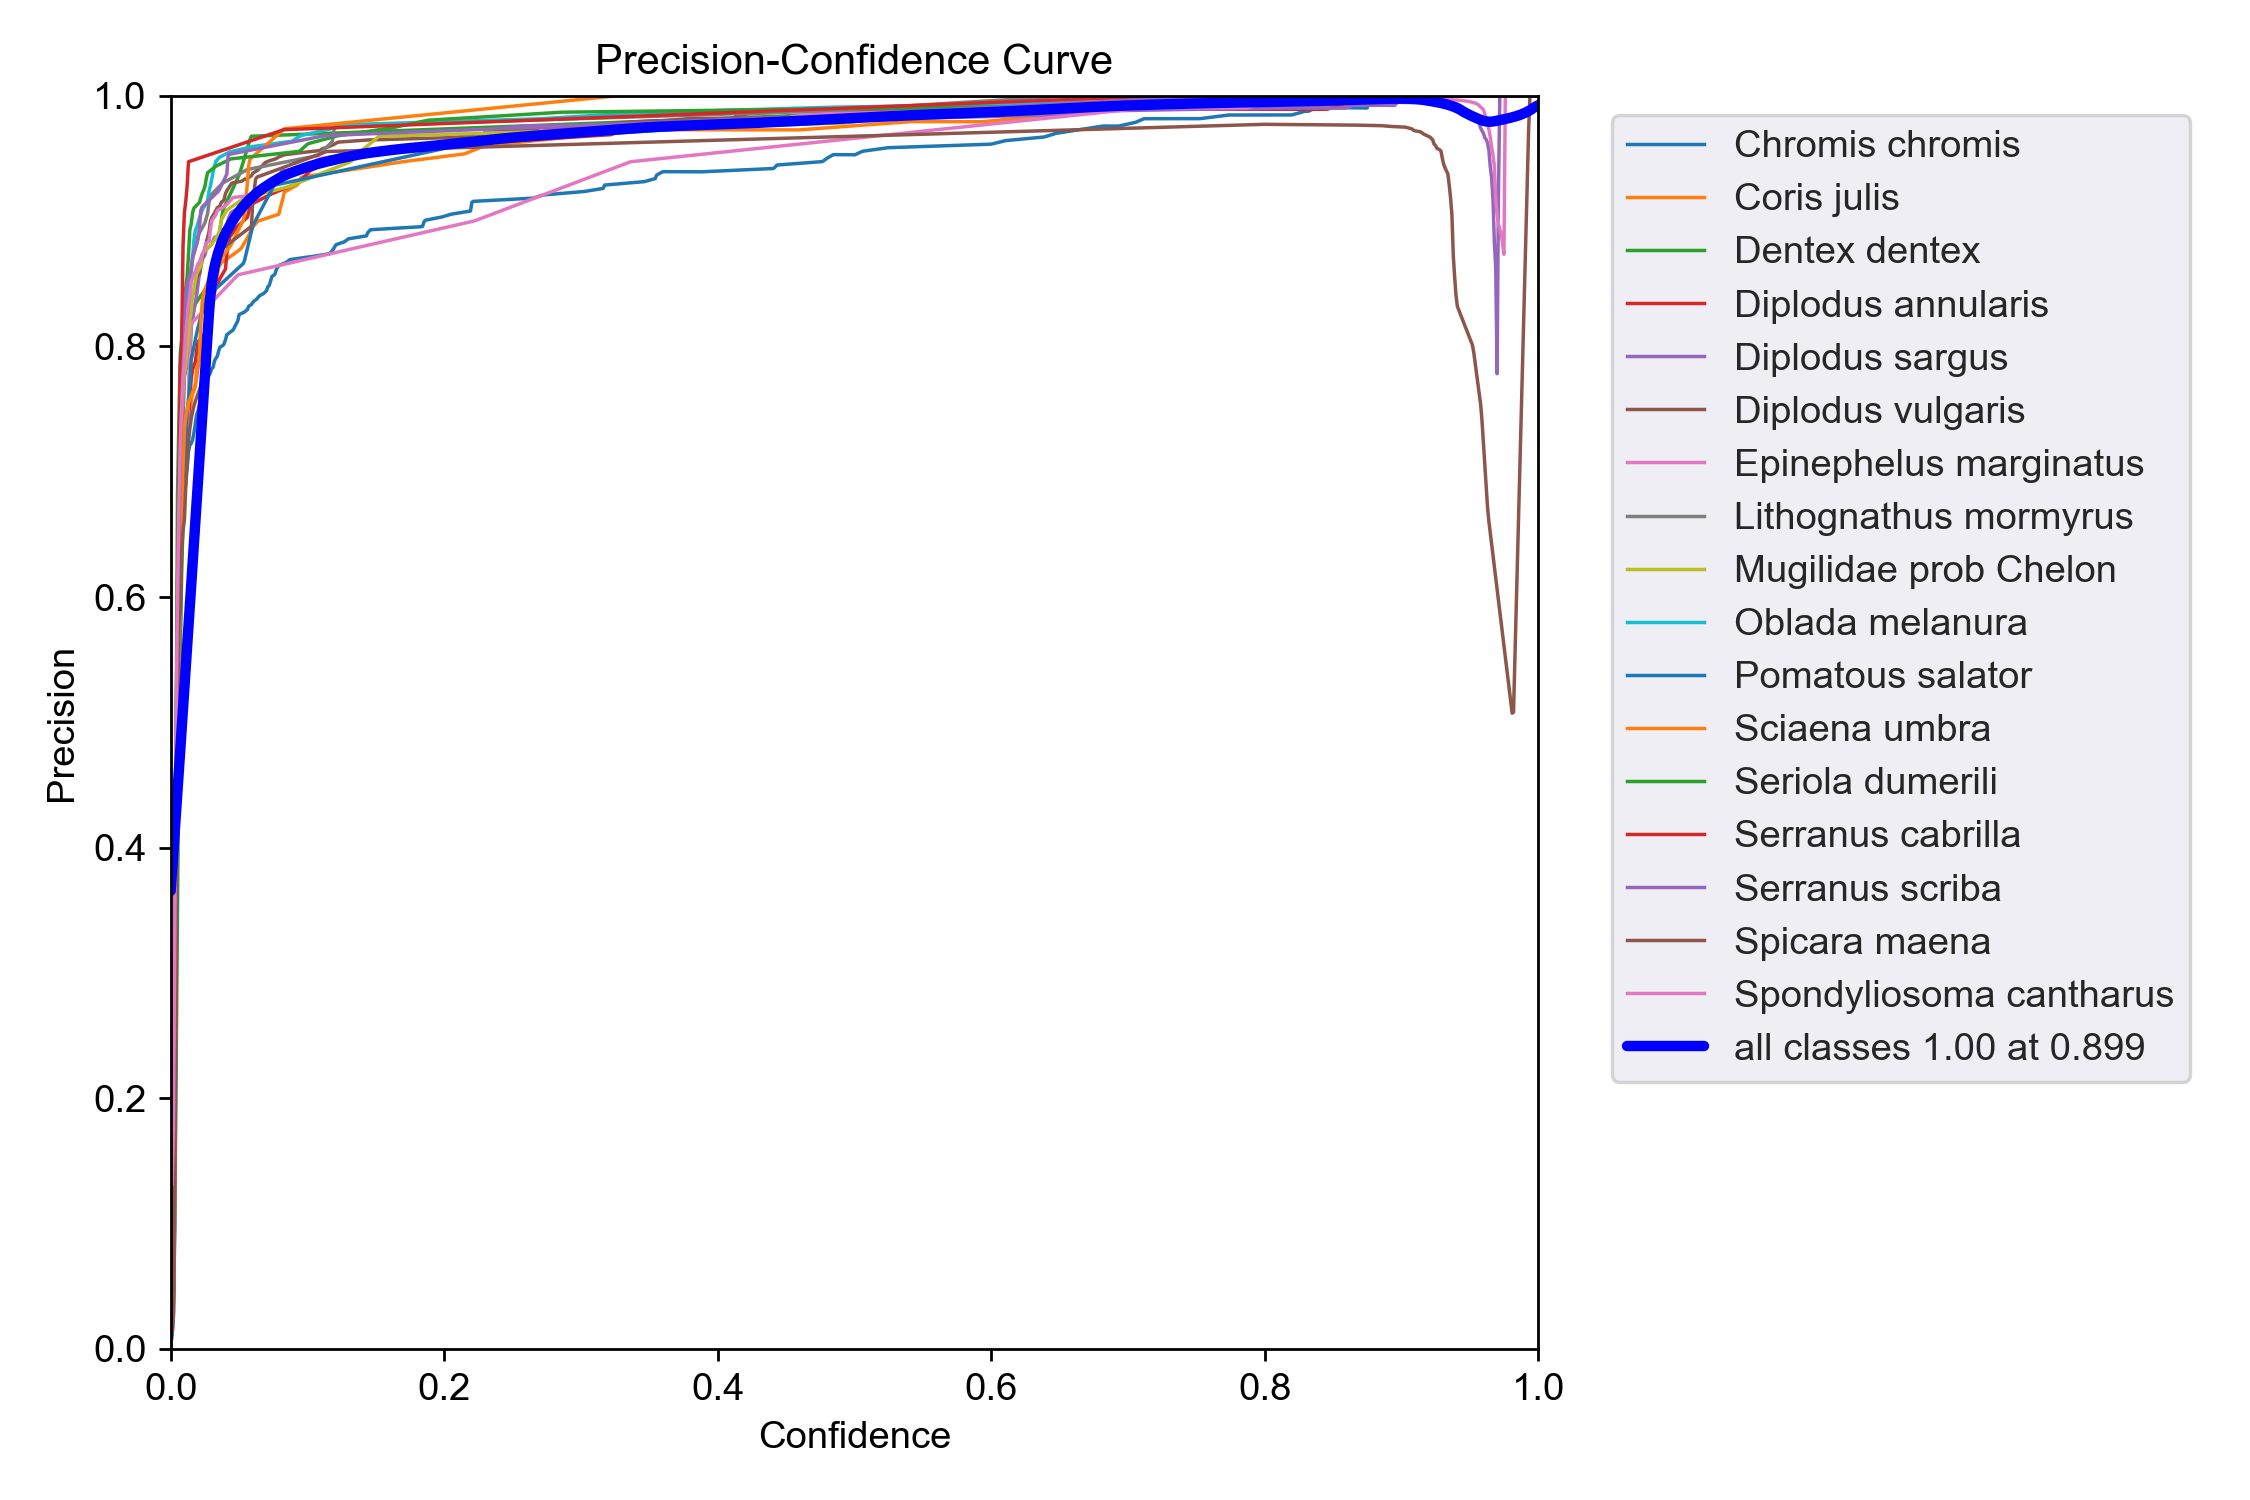 Precision-Confidence Curve
1.0
0.8
0.6
0.4
0.2
0.0
Precision
0.0 0.2 0.4 0.6 0.8 1.0
Confidence
Chromis chromis
Coris julis
Dentex dentex
Diplodus annularis
Diplodus sargus
Diplodus vulgaris
Epinephelus marginatus
Lithognathus mormyrus
Mugilidae prob Chelon
Oblada melanura
Pomatous salator
Sciaena umbra
Seriola dumerili
Serranus cabrilla
Serranus scriba
Spicara maena
Spondyliosoma cantharus
all classes 1.00 at 0.899